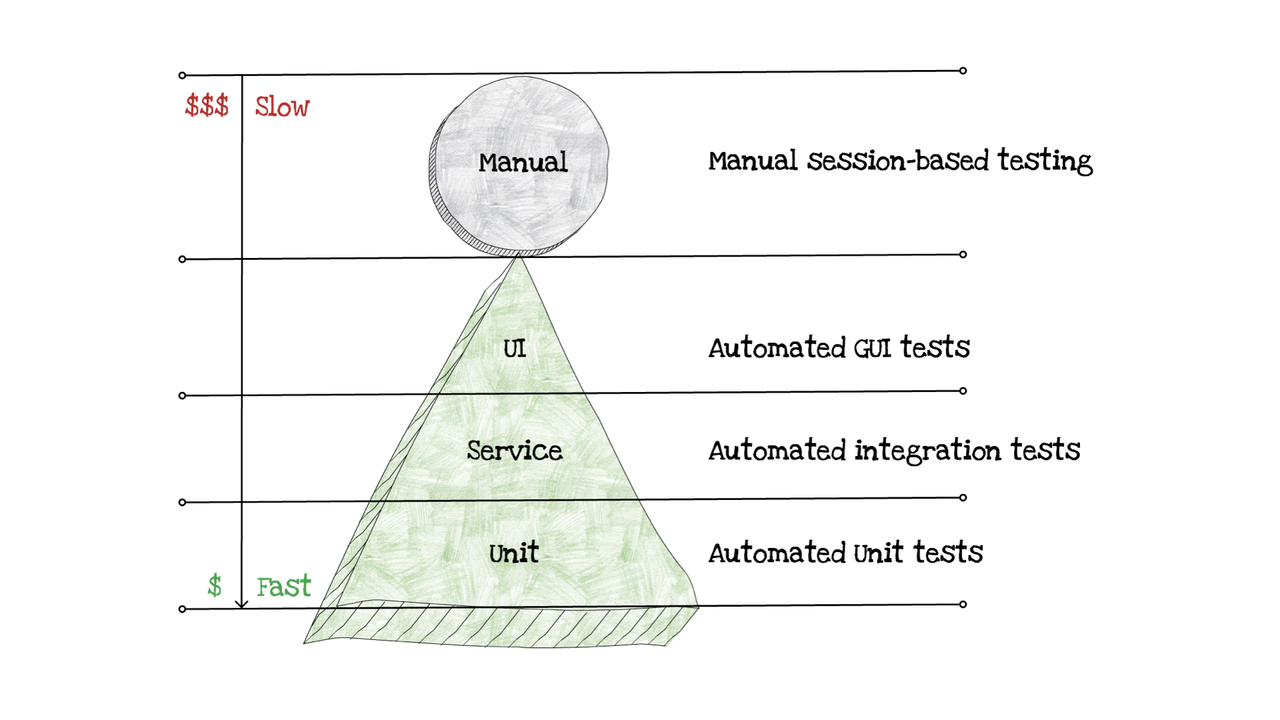 $$$ Slow
Manual
Manual session-based testing
UI
Automated GUI tests
Service
Automated integration tests
Unit
Automated Unit tests
$ Fast